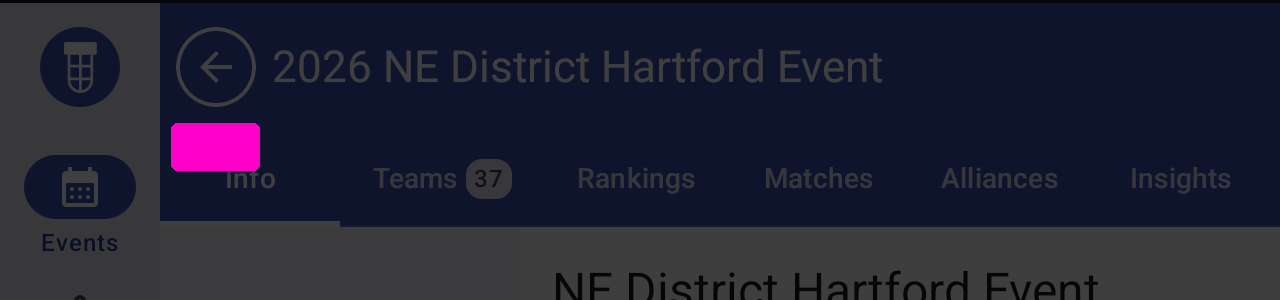 2026 NE District Hartford Event
Info Teams 37 Rankings Matches Alliances Insights
Events
NE District Hartford Event